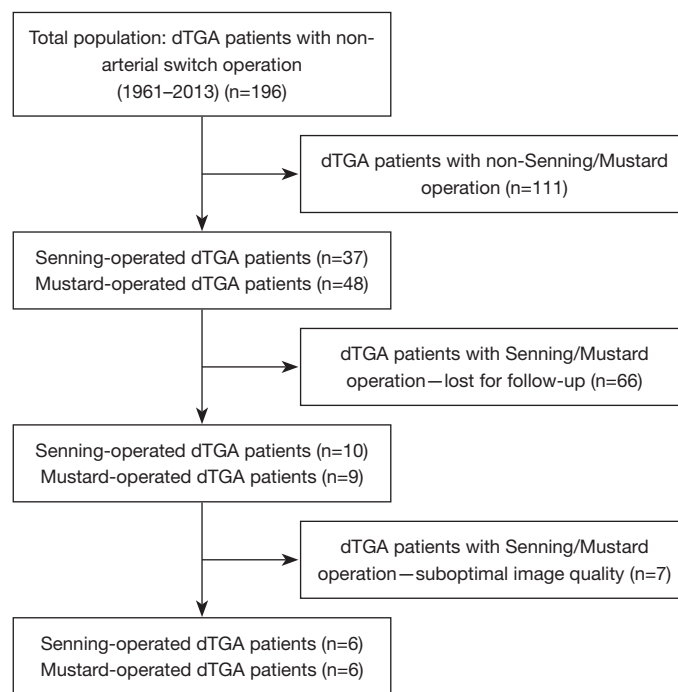 Total population: dTGA patients with non-
arterial switch operation
(1961–2013) (n=196)
dTGA patients with non-Senning/Mustard
operation (n=111)
Senning-operated dTGA patients (n=37)
Mustard-operated dTGA patients (n=48)
dTGA patients with Senning/Mustard
operation—lost for follow-up (n=66)
Senning-operated dTGA patients (n=10)
Mustard-operated dTGA patients (n=9)
dTGA patients with Senning/Mustard
operation—suboptimal image quality (n=7)
Senning-operated dTGA patients (n=6)
Mustard-operated dTGA patients (n=6)